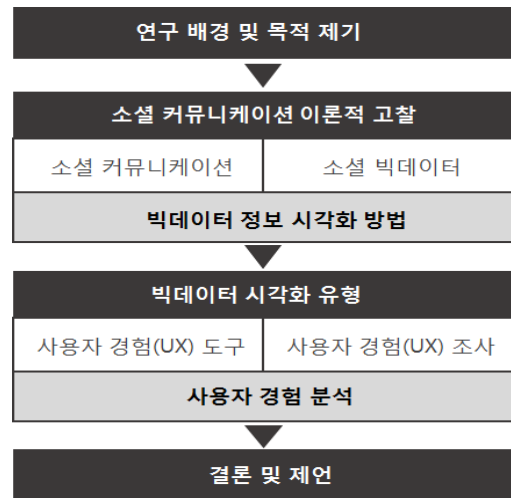 연구 배경 및 목적 제기
소셜 커뮤니케이션 이론적 고찰
소셜 커뮤니케이션
소셜 빅데이터
빅데이터 정보 시각화 방법
빅데이터 시각화 유형
사용자 경험(UX) 도구
사용자 경험(UX) 조사
사용자 경험 분석
결론 및 제언